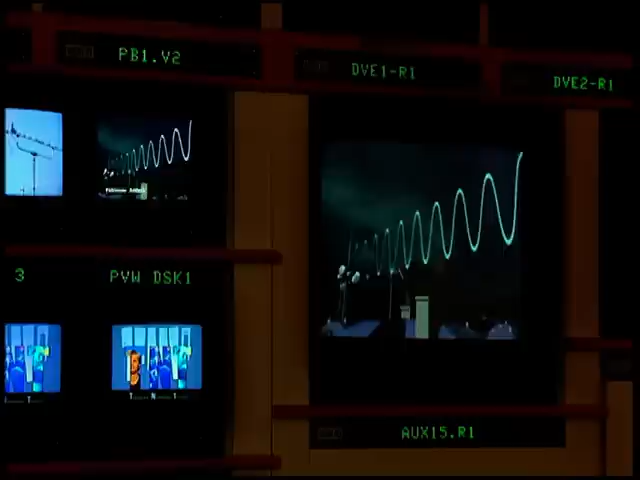 PB1.V2
DVE1-R1
DVE2-R1
3
PVW DSK1
T N T
AUX15.R1